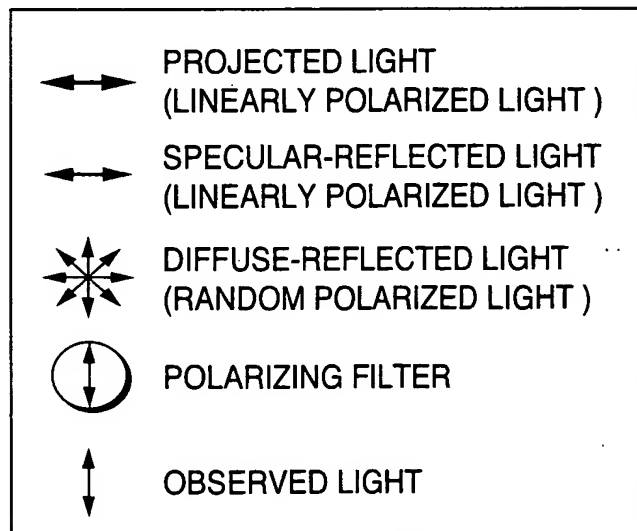 PROJECTED LIGHT
(LINEARLY POLARIZED LIGHT )
SPECULAR-REFLECTED LIGHT
(LINEARLY POLARIZED LIGHT )
DIFFUSE-REFLECTED LIGHT
(RANDOM POLARIZED LIGHT )
POLARIZING FILTER
OBSERVED LIGHT